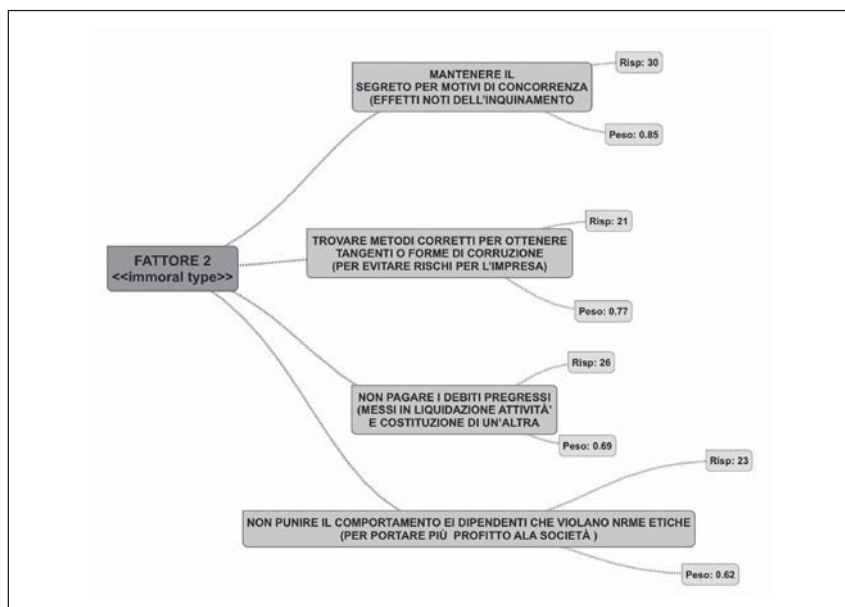 MANTENERE IL
SEGRETO PER MOTIVI DI CONCORRENZA
(EFFETTI NOTI DELL'INQUINAMENTO
Risp: 30
Peso: 0.85
FATTORE 2
<<immoral type>>
TROVARE METODI CORRETTI PER OTTENERE
TANGENTI O FORME DI CORRUZIONE
(PER EVITARE RISCHI PER L'IMPRESA)
Risp: 21
Peso: 0.77
NON PAGARE I DEBITI PREGRESSI
(MESSI IN LIQUIDAZIONE ATTIVITÀ'
E COSTITUZIONE DI UN'ALTRA
Risp: 26
Peso: 0.69
NON PUNIRE IL COMPORTAMENTO EI DIPENDENTI CHE VIOLANO NRME ETICHE
(PER PORTARE PIÙ PROFITTO ALA SOCIETÀ )
Risp: 23
Peso: 0.62